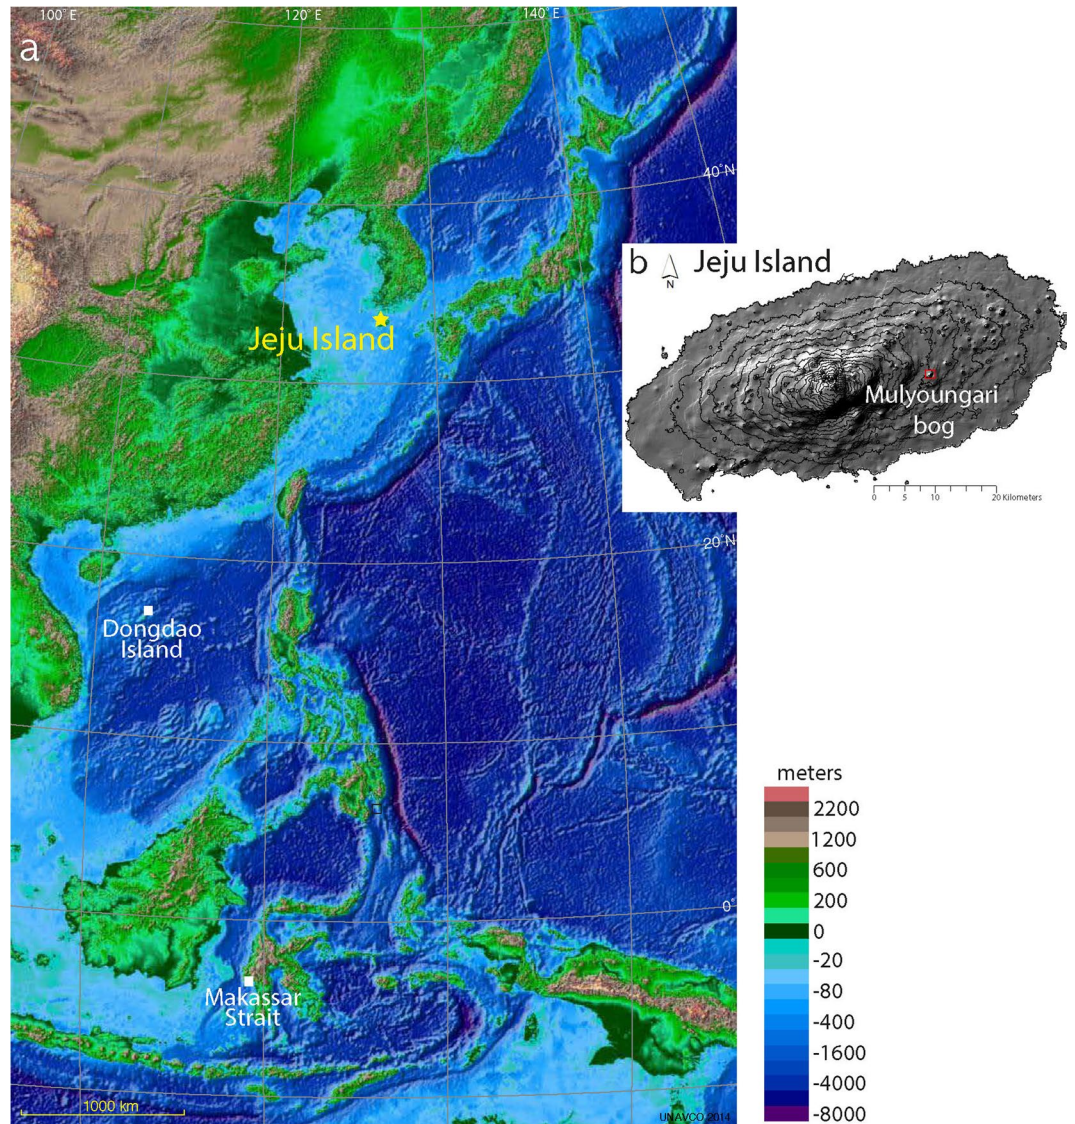 100˚E
120˚E
140˚E
a
40˚N
Jeju Island
20˚N
Dongdao
Island
0˚
Makassar
Strait
1000 km
UNAVCO 2014
b
N
Jeju Island
Mulyoungari
bog
0 5 10 20 Kilometers
meters
2200
1200
600
200
0
-20
-80
-400
-1600
-4000
-8000